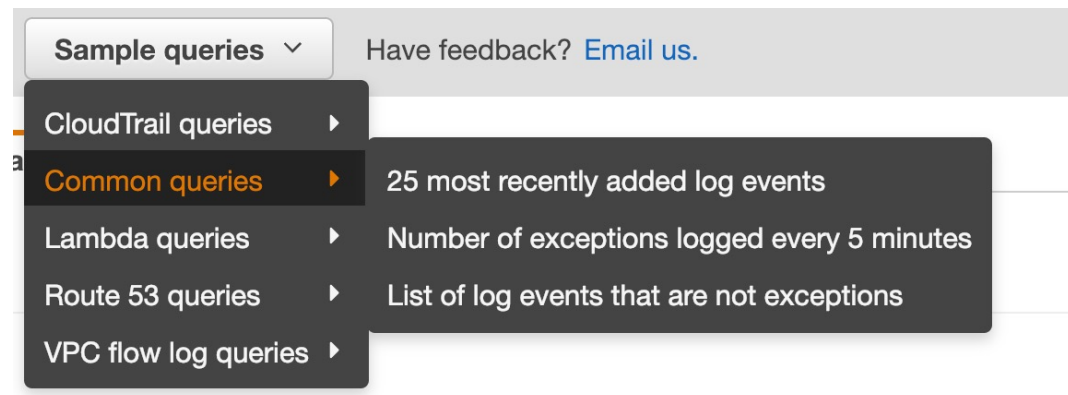 Sample queries
Have feedback? Email us.
CloudTrail queries
a
Common queries
25 most recently added log events
Lambda queries
Number of exceptions logged every 5 minutes
Route 53 queries
List of log events that are not exceptions
VPC flow log queries